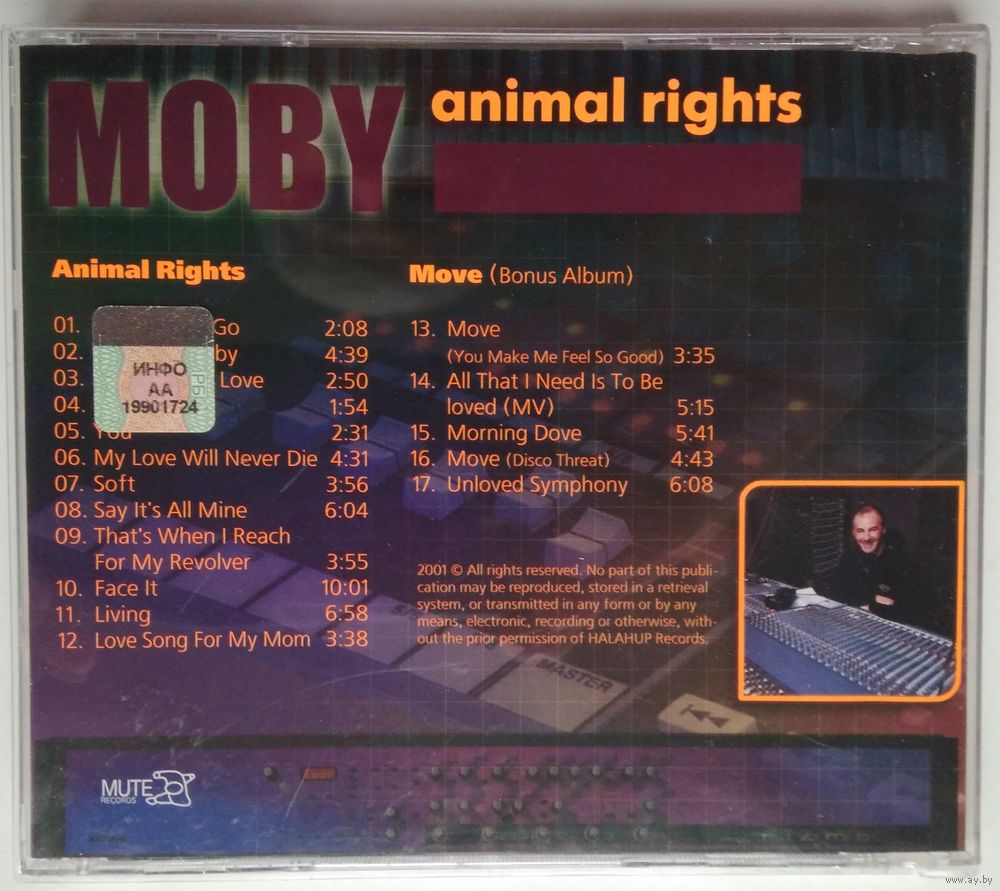 MOBY
animal rights
Animal Rights
01. Go 2:08
02. by 4:39
03. Love 2:50
04. 1:54
05. You 2:31
06. My Love Will Never Die 4:31
07. Soft 3:56
08. Say It's All Mine 6:04
09. That's When I Reach
For My Revolver 3:55
10. Face It 10:01
11. Living 6:58
12. Love Song For My Mom 3:38
ИНФО
АА
19901724
Move (Bonus Album)
13. Move
(You Make Me Feel So Good) 3:35
14. All That I Need Is To Be
loved (MV) 5:15
15. Morning Dove 5:41
16. Move (Disco Threat) 4:43
17. Unloved Symphony 6:08
2001 © All rights reserved. No part of this publi-
cation may be reproduced, stored in a retrieval
system, or transmitted in any form or by any
means, electronic, recording or otherwise, with-
out the prior permission of HALAHUP Records.
MASTER
MUTE
RECORDS
www.ay.by